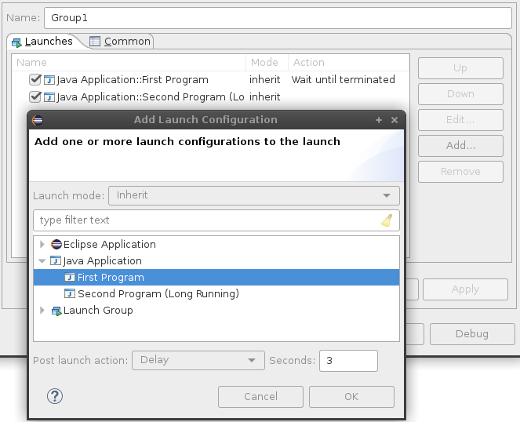 Name: Group1
Launches Common
Name Mode Action
Java Application::First Program inherit Wait until terminated
Java Application::Second Program (Lo inherit
Up
Down
Edit...
Add...
Remove
Apply
Debug
Add Launch Configuration
Add one or more launch configurations to the launch
Launch mode: Inherit
type filter text
Eclipse Application
Java Application
First Program
Second Program (Long Running)
Launch Group
Post launch action: Delay Seconds: 3
Cancel OK